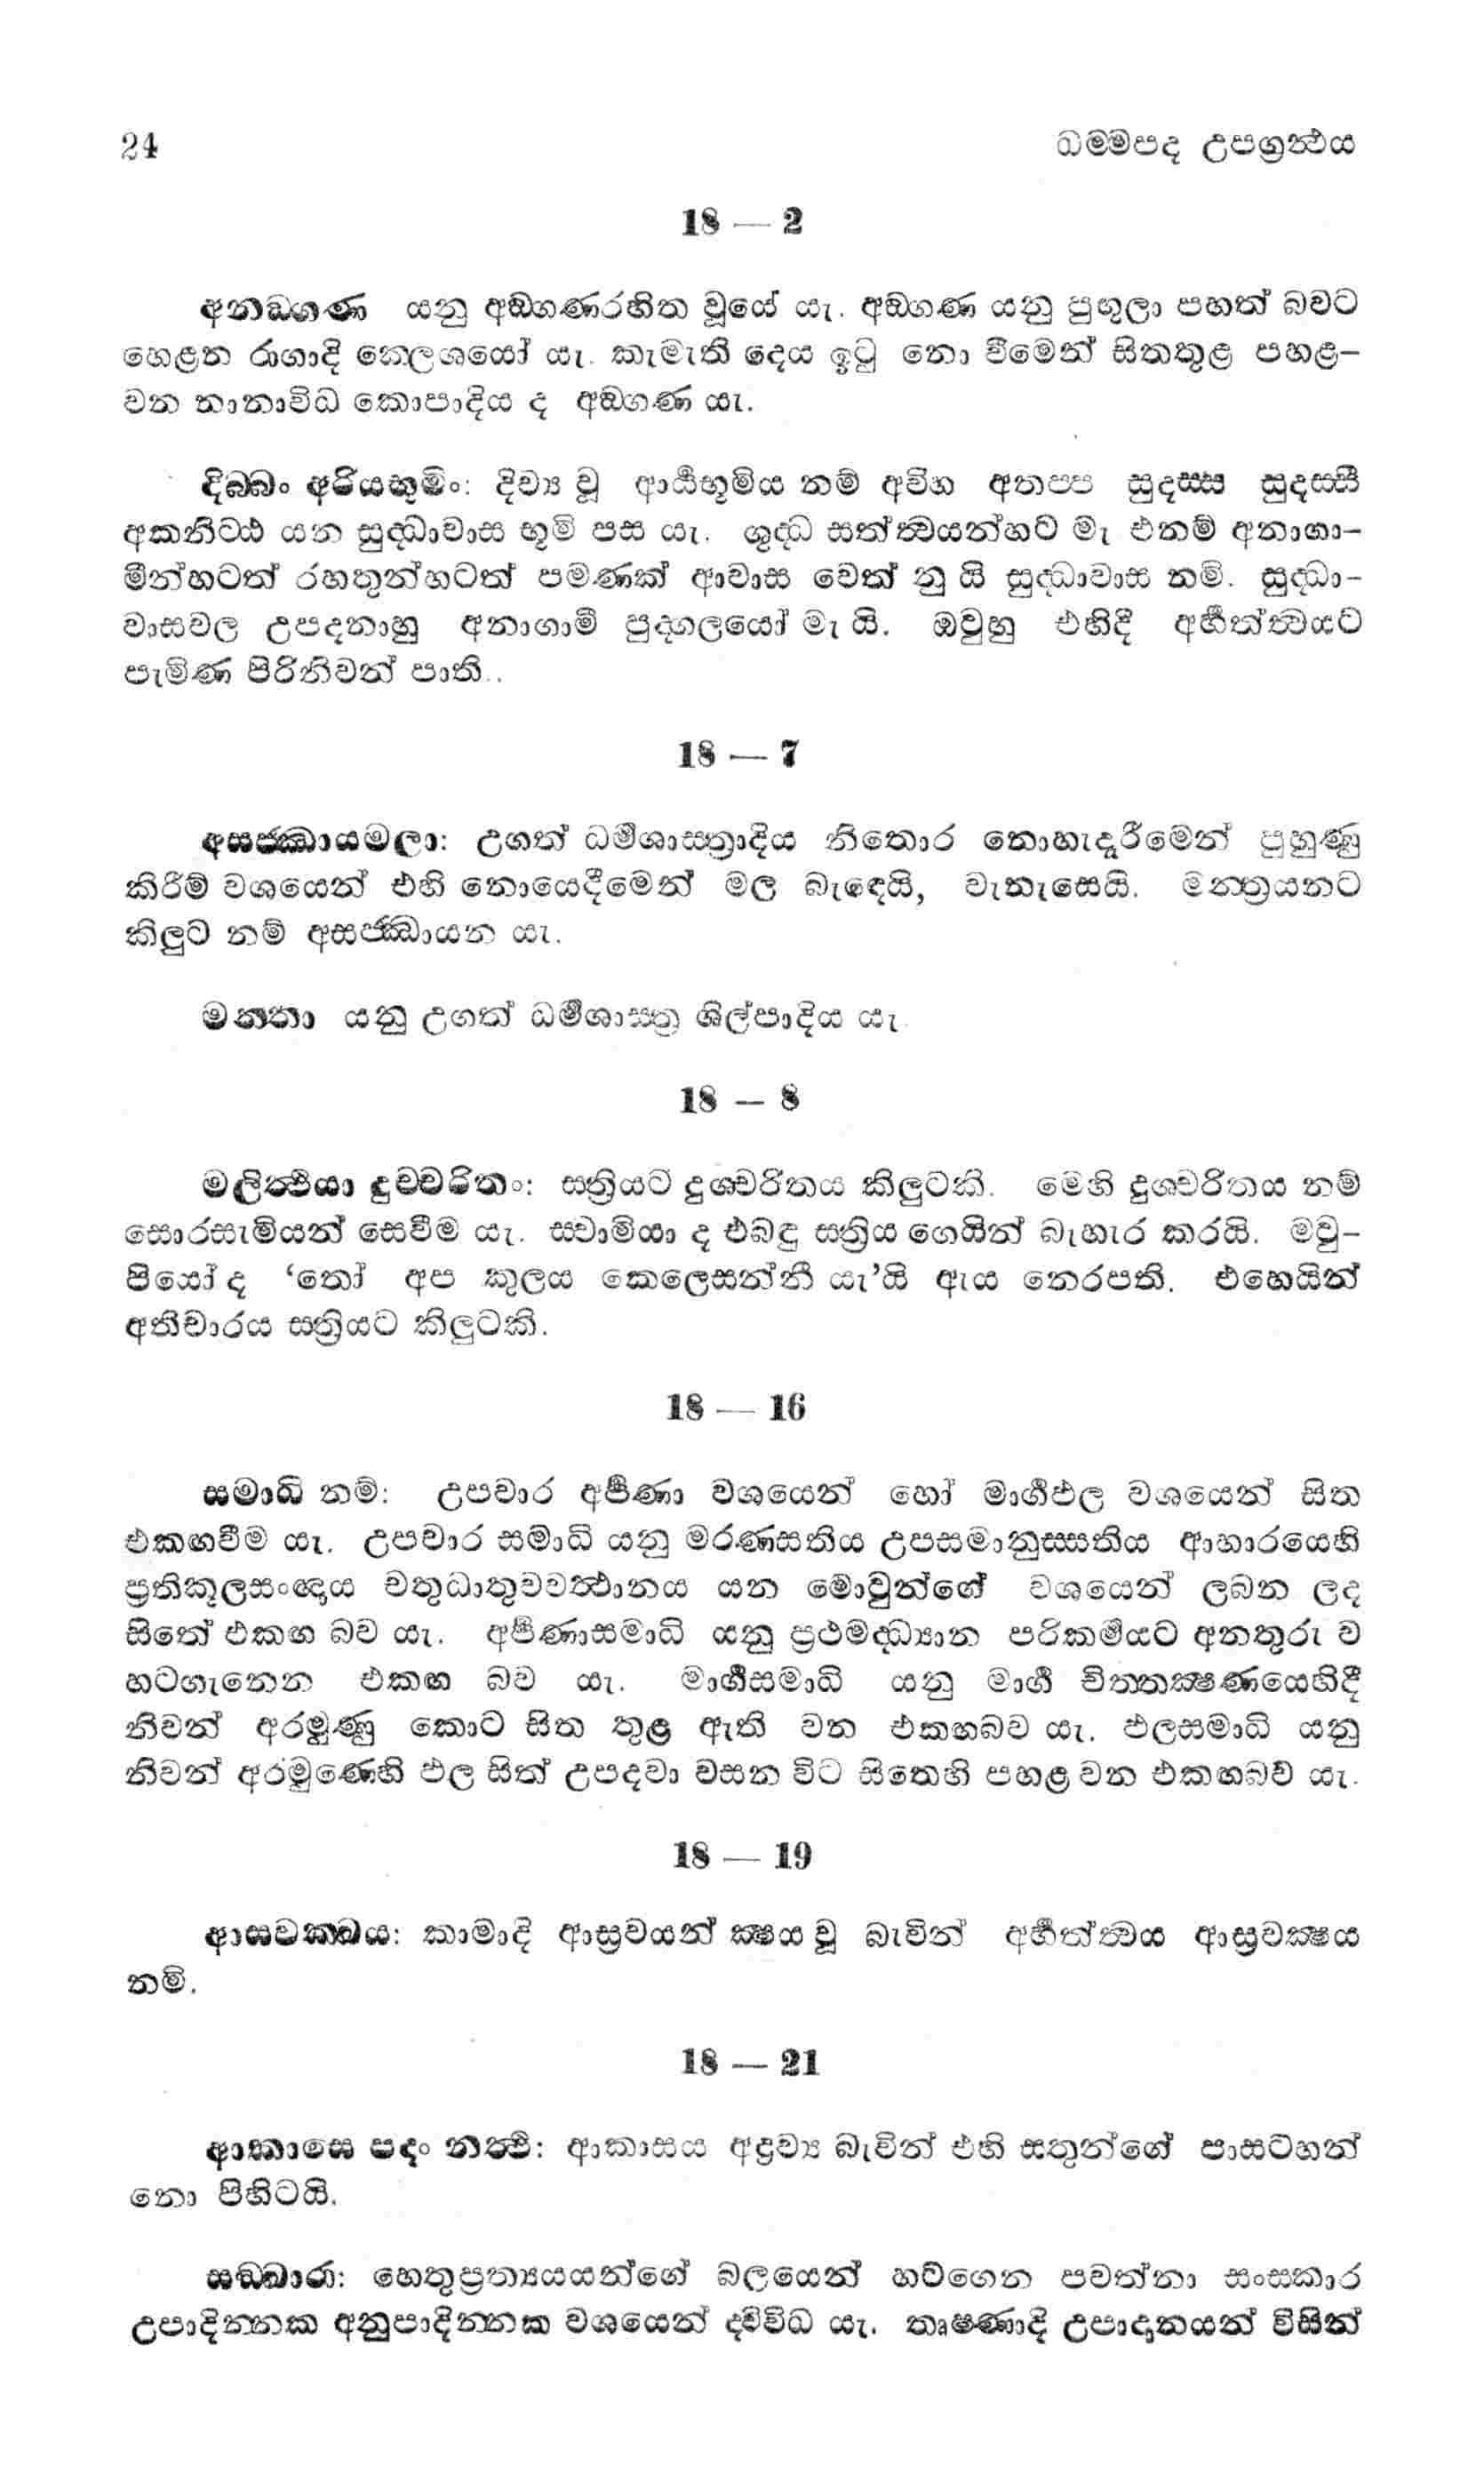 24 ධම්මපද උපග්‍රන්ථය
18 — 2
අනඞ්ගණ යනු අඞ්ගණරහිත වූයේ යැ. අඞ්ගණ යනු පුඟුලා පහත් බවට
හෙළන රාගාදි කෙලශයෝ යැ. කැමැති දෙය ඉටු නො වීමෙන් සිතතුළ පහළ-
වන නානාවිධ කොපාදිය ද අඞ්ගණ යැ.
දිබ්බං අරියභූමිං: දිව්‍ය වූ ආර්‍ය්‍යභූමිය නම් අවිහ අතප්ප සුදස්ස සුදස්සී
අකනිට්ඨ යන සුද්ධාවාස භූමි පස යැ. ශුද්ධ සත්ත්‍වයන්හට මැ එනම් අනාගා-
මීන්හටත් රහතුන්හටත් පමණක් ආවාස වෙත් නු යි සුද්ධාවාස නමි. සුද්ධා-
වාසවල උපදනාහු අනාගාමී පුද්ගලයෝ මැ යි. ඔවුහු එහිදී අර්හත්ත්‍වයට
පැමිණ පිරිනිවන් පාති..
18 — 7
අසජ්ඣායමලා: උගත් ධර්මශාස්ත්‍රාදිය නිතොර නොහැදෑරීමෙන් පුහුණු
කිරීම් වශයෙන් එහි නොයෙදීමෙන් මල බැඳෙයි, වැනැසෙයි. මන්ත්‍රයනට
කිලුට නම් අසජ්ඣායන යැ.
මන්තා යනු උගත් ධර්මශාස්ත්‍ර ශිල්පාදිය යැ
18 — 8
මලිත්ථියා දුච්චරිතං: ස්ත්‍රියට දුශ්චරිතය කිලුටකි. මෙහි දුශ්චරිතය නම්
සොරසැමියන් සෙවීම යැ. ස්වාමියා ද එබඳු ස්ත්‍රිය ගෙයින් බැහැර කරයි. මවු-
පියෝ ද ‘තෝ අප කුලය කෙලෙසන්නී යැ’යි ඇය නෙරපති. එහෙයින්
අතිචාරය ස්ත්‍රියට කිලුටකි.
18 — 16
සමාධි නම්: උපචාර අර්පණා වශයෙන් හෝ මාර්ගඵල වශයෙන් සිත
එකඟවීම යැ. උපචාර සමාධි යනු මරණසතිය උපසමානුස්සතිය ආහාරයෙහි
ප්‍රතිකූලසංඥාය චතුධාතුවවත්ථානය යන මොවුන්ගේ වශයෙන් ලබන ලද
සිතේ එකඟ බව යැ. අර්පණාසමාධි යනු ප්‍රථමද්ධ්‍යාන පරිකර්මයට අනතුරු ව
හටගැනෙන එකඟ බව යැ. මාර්ගසමාධි යනු මාර්ග චිත්තක්ෂණයෙහිදී
නිවන් අරමුණු කොට සිත තුළ ඇති වන එකඟබව යැ. ඵලසමාධි යනු
නිවන් අරමුණෙහි ඵල සිත් උපදවා වසන විට සිතෙහි පහළ වන එකඟබව් යැ.
18 — 19
ආසවක්ඛය: කාමාදි ආස්‍රවයන් ක්ෂය වූ බැවින් අර්හත්ත්‍වය ආස්‍රවක්ෂය
නමි.
18 — 21
ආකාසෙ පදං නත්ථි: ආකාසය අද්‍රව්‍ය බැවින් එහි සතුන්ගේ පාසටහන්
නො පිහිටයි.
සඞ්ඛාර: හෙතුප්‍රත්‍යයයන්ගේ බලයෙන් හට්ගෙන පවත්නා සංස්කාර
උපාදින්නක අනුපාදින්නක වශයෙන් ද්විවිධ යැ. තෘෂ්ණාදි උපාදානයන් විසින්